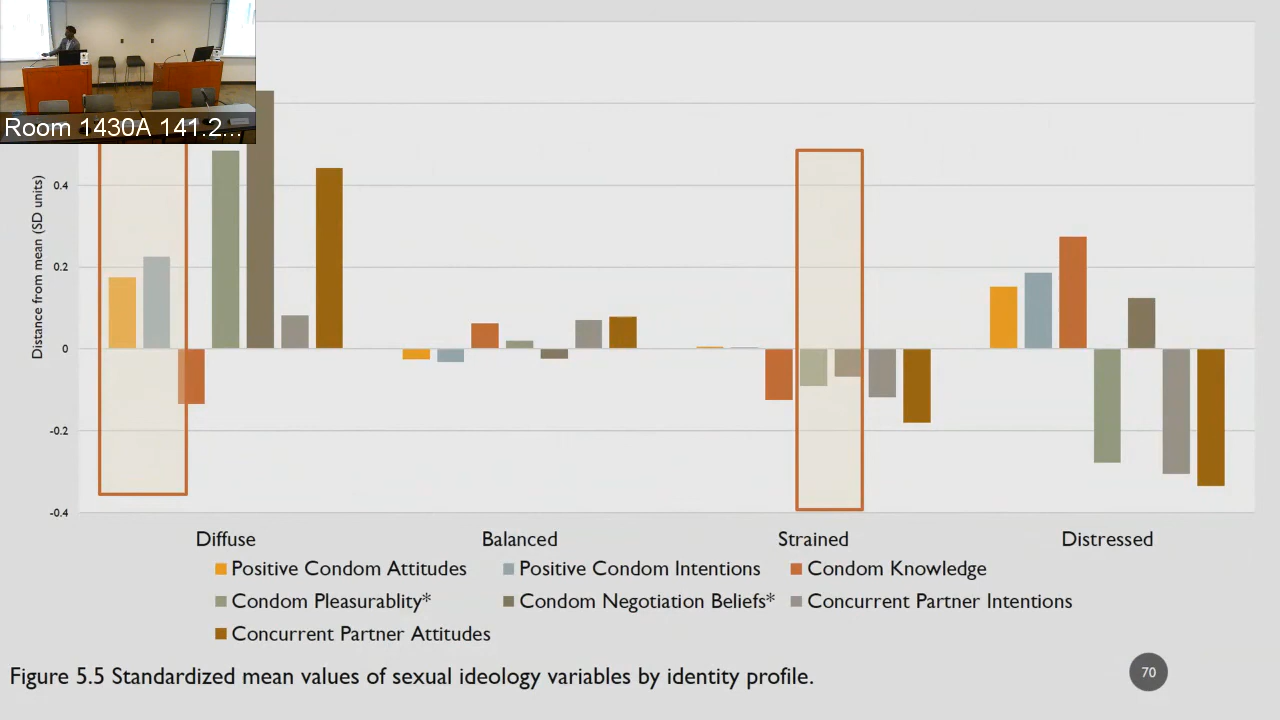 Room 1430A 141.2...
Distance from mean (SD units)
0.4
0.2
0
-0.2
-0.4
Diffuse Balanced Strained Distressed
Positive Condom Attitudes Positive Condom Intentions Condom Knowledge
Condom Pleasurablity* Condom Negotiation Beliefs* Concurrent Partner Intentions
Concurrent Partner Attitudes
Figure 5.5 Standardized mean values of sexual ideology variables by identity profile.
70